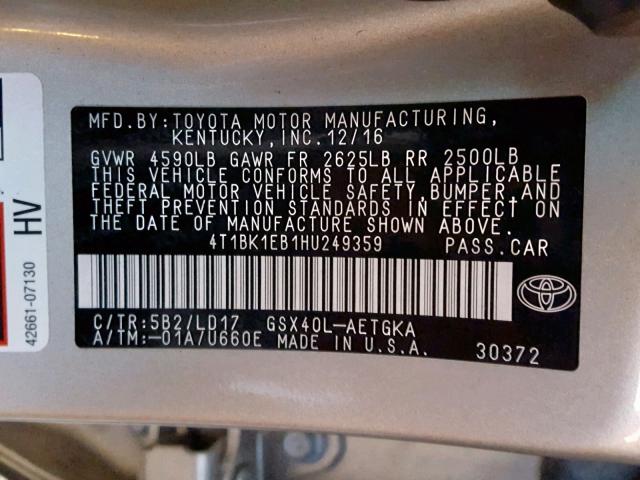 MFD.BY:TOYOTA MOTOR MANUFACTURING,
KENTUCKY,INC.12/16
GVWR 4590LB GAWR FR 2625LB RR 2500LB
THIS VEHICLE CONFORMS TO ALL APPLICABLE
FEDERAL MOTOR VEHICLE SAFETY, BUMPER,AND
THEFT PREVENTION STANDARDS IN EFFECT ON
THE DATE OF MANUFACTURE SHOWN ABOVE.
4T1BK1EB1HU249359 PASS.CAR
C/TR:5B2/LD17 GSX40L-AETGKA
A/TM:-01A/U660E MADE IN U.S.A. 30372
42661-07130
HV